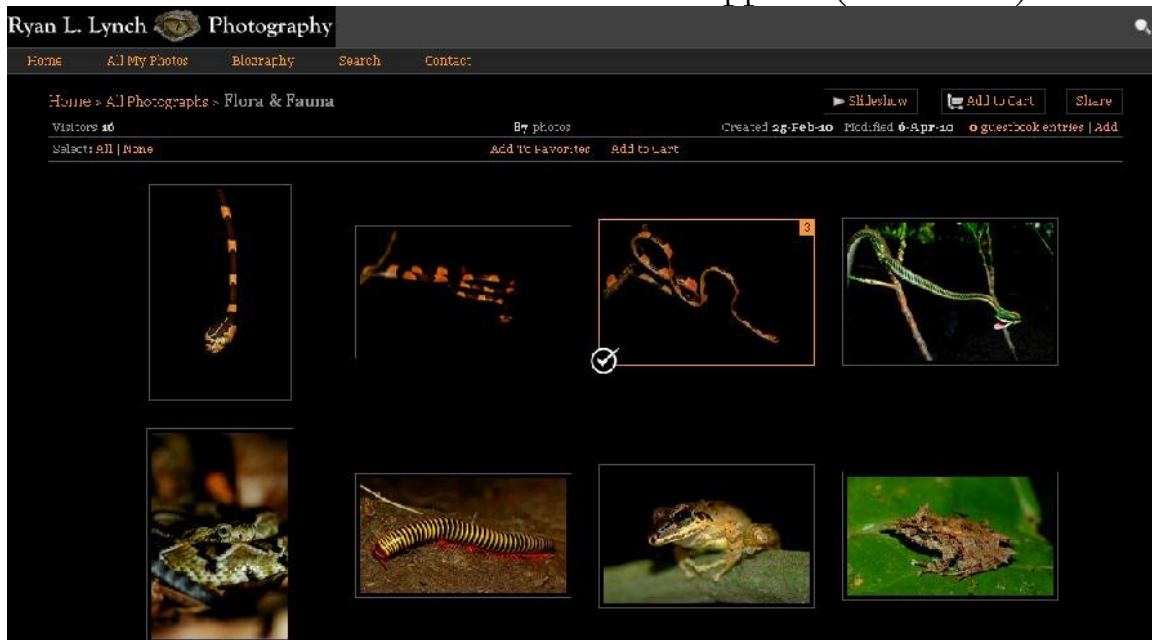 Ryan L. Lynch Photography
Home All My Photos Biography Search Contact
Home » All Photographs » Flora & Fauna Slideshow Add to Cart Share
Visitors 16 87 photos Created 25-Feb-10 Modified 6-Apr-10 0 guestbook entries | Add
Select: All | None Add To Favorites Add to Cart
3